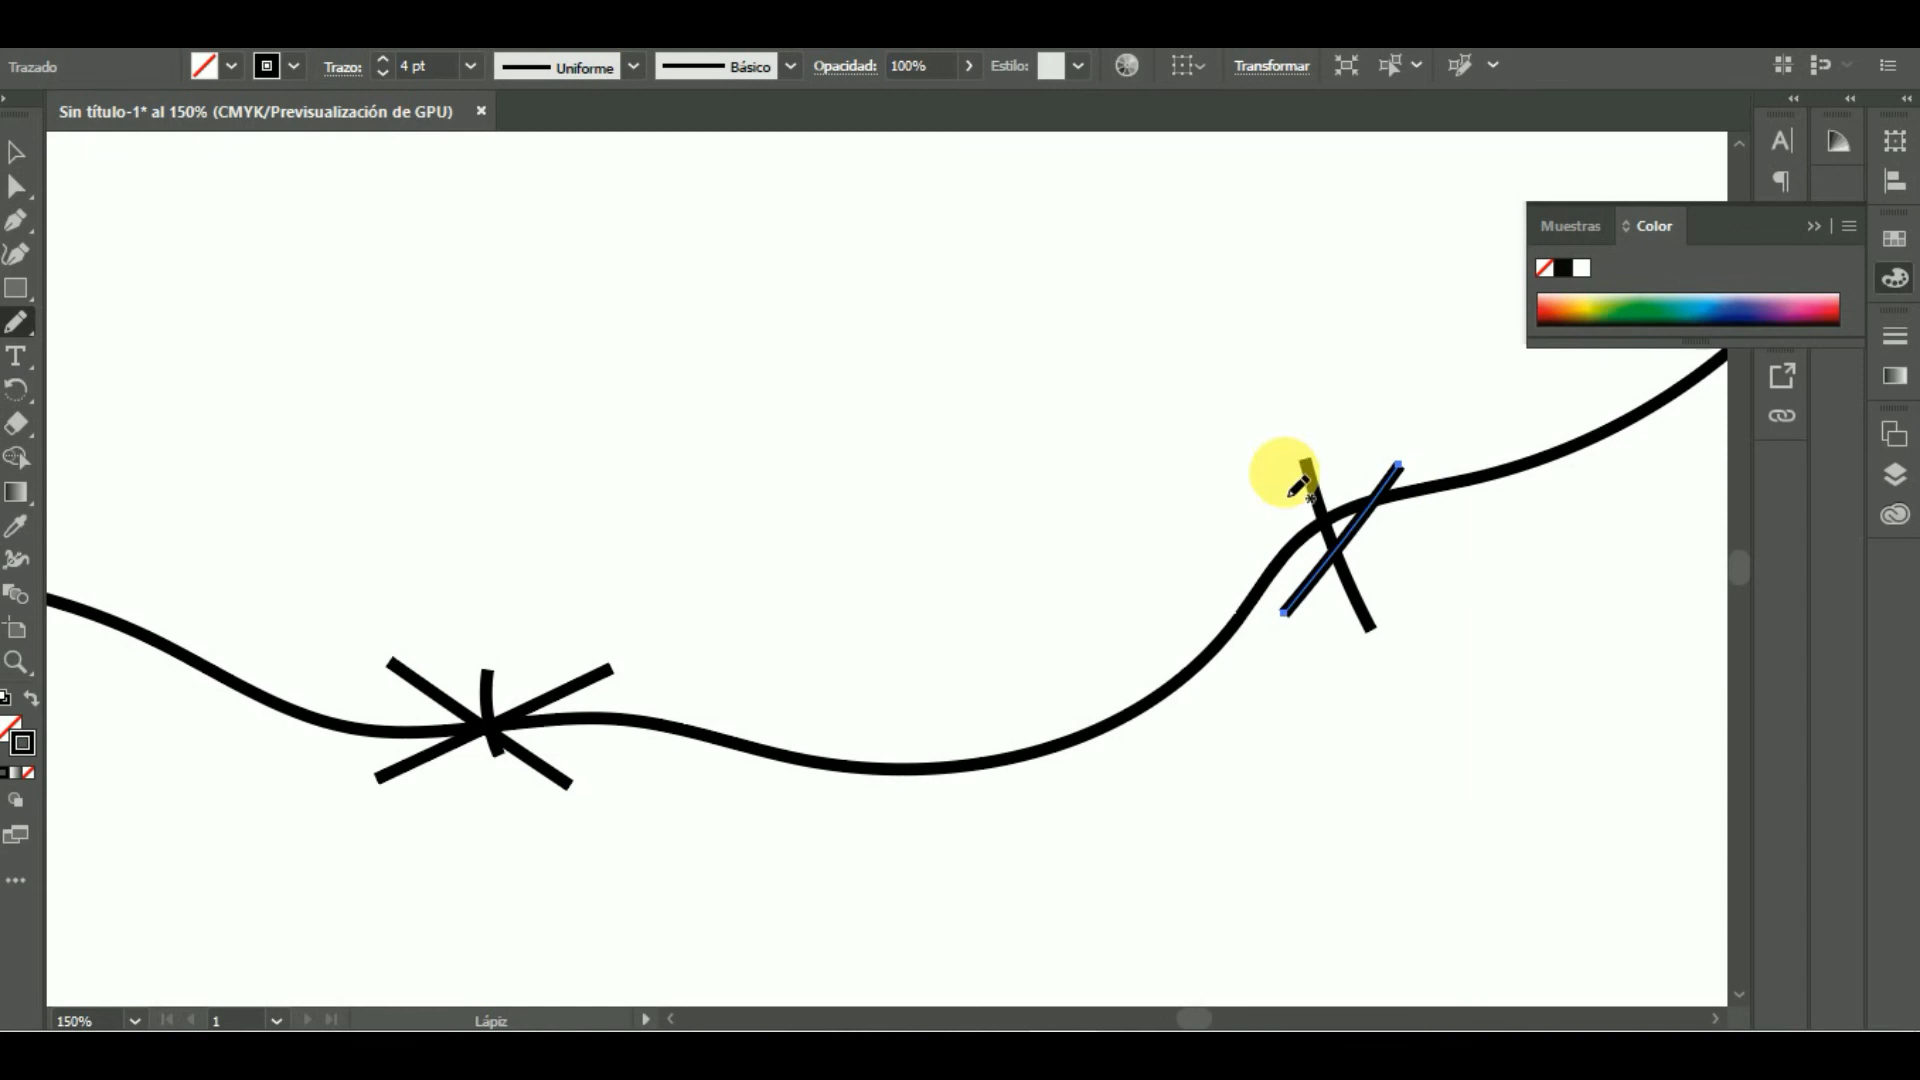 Trazado
Trazo: 4 pt Uniforme Básico Opacidad: 100% Estilo: Transformar
Sin título-1* al 150% (CMYK/Previsualización de GPU) ×
Muestras Color
150% 1 Lápiz